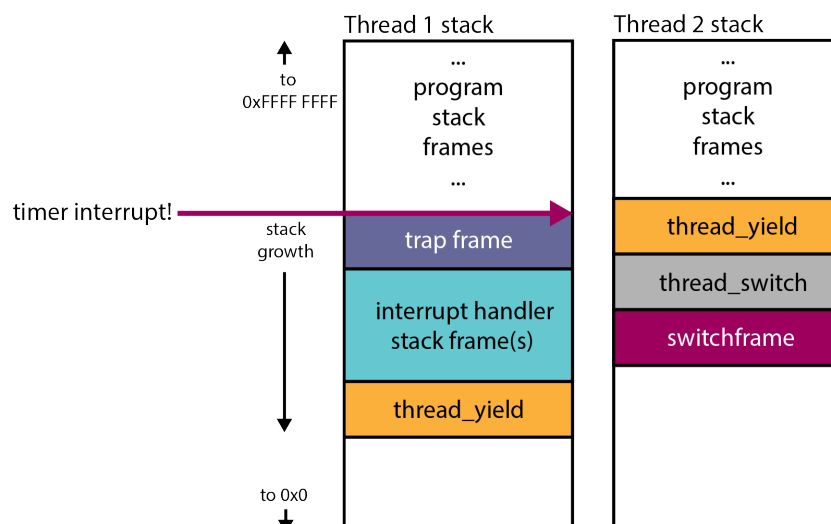 Thread 1 stack
Thread 2 stack
to
0xFFFF FFFF
...
program
stack
frames
...
...
program
stack
frames
...
timer interrupt!
stack
growth
trap frame
interrupt handler
stack frame(s)
thread_yield
thread_yield
thread_switch
switchframe
to 0x0